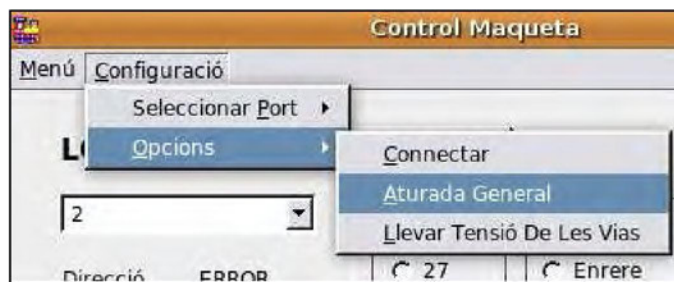 Control Maqueta
Menú Configuració
Seleccionar Port
Opcions
Connectar
Aturada General
Llevar Tensió De Les Vias
2
Direcció ERROR
27 Enrere